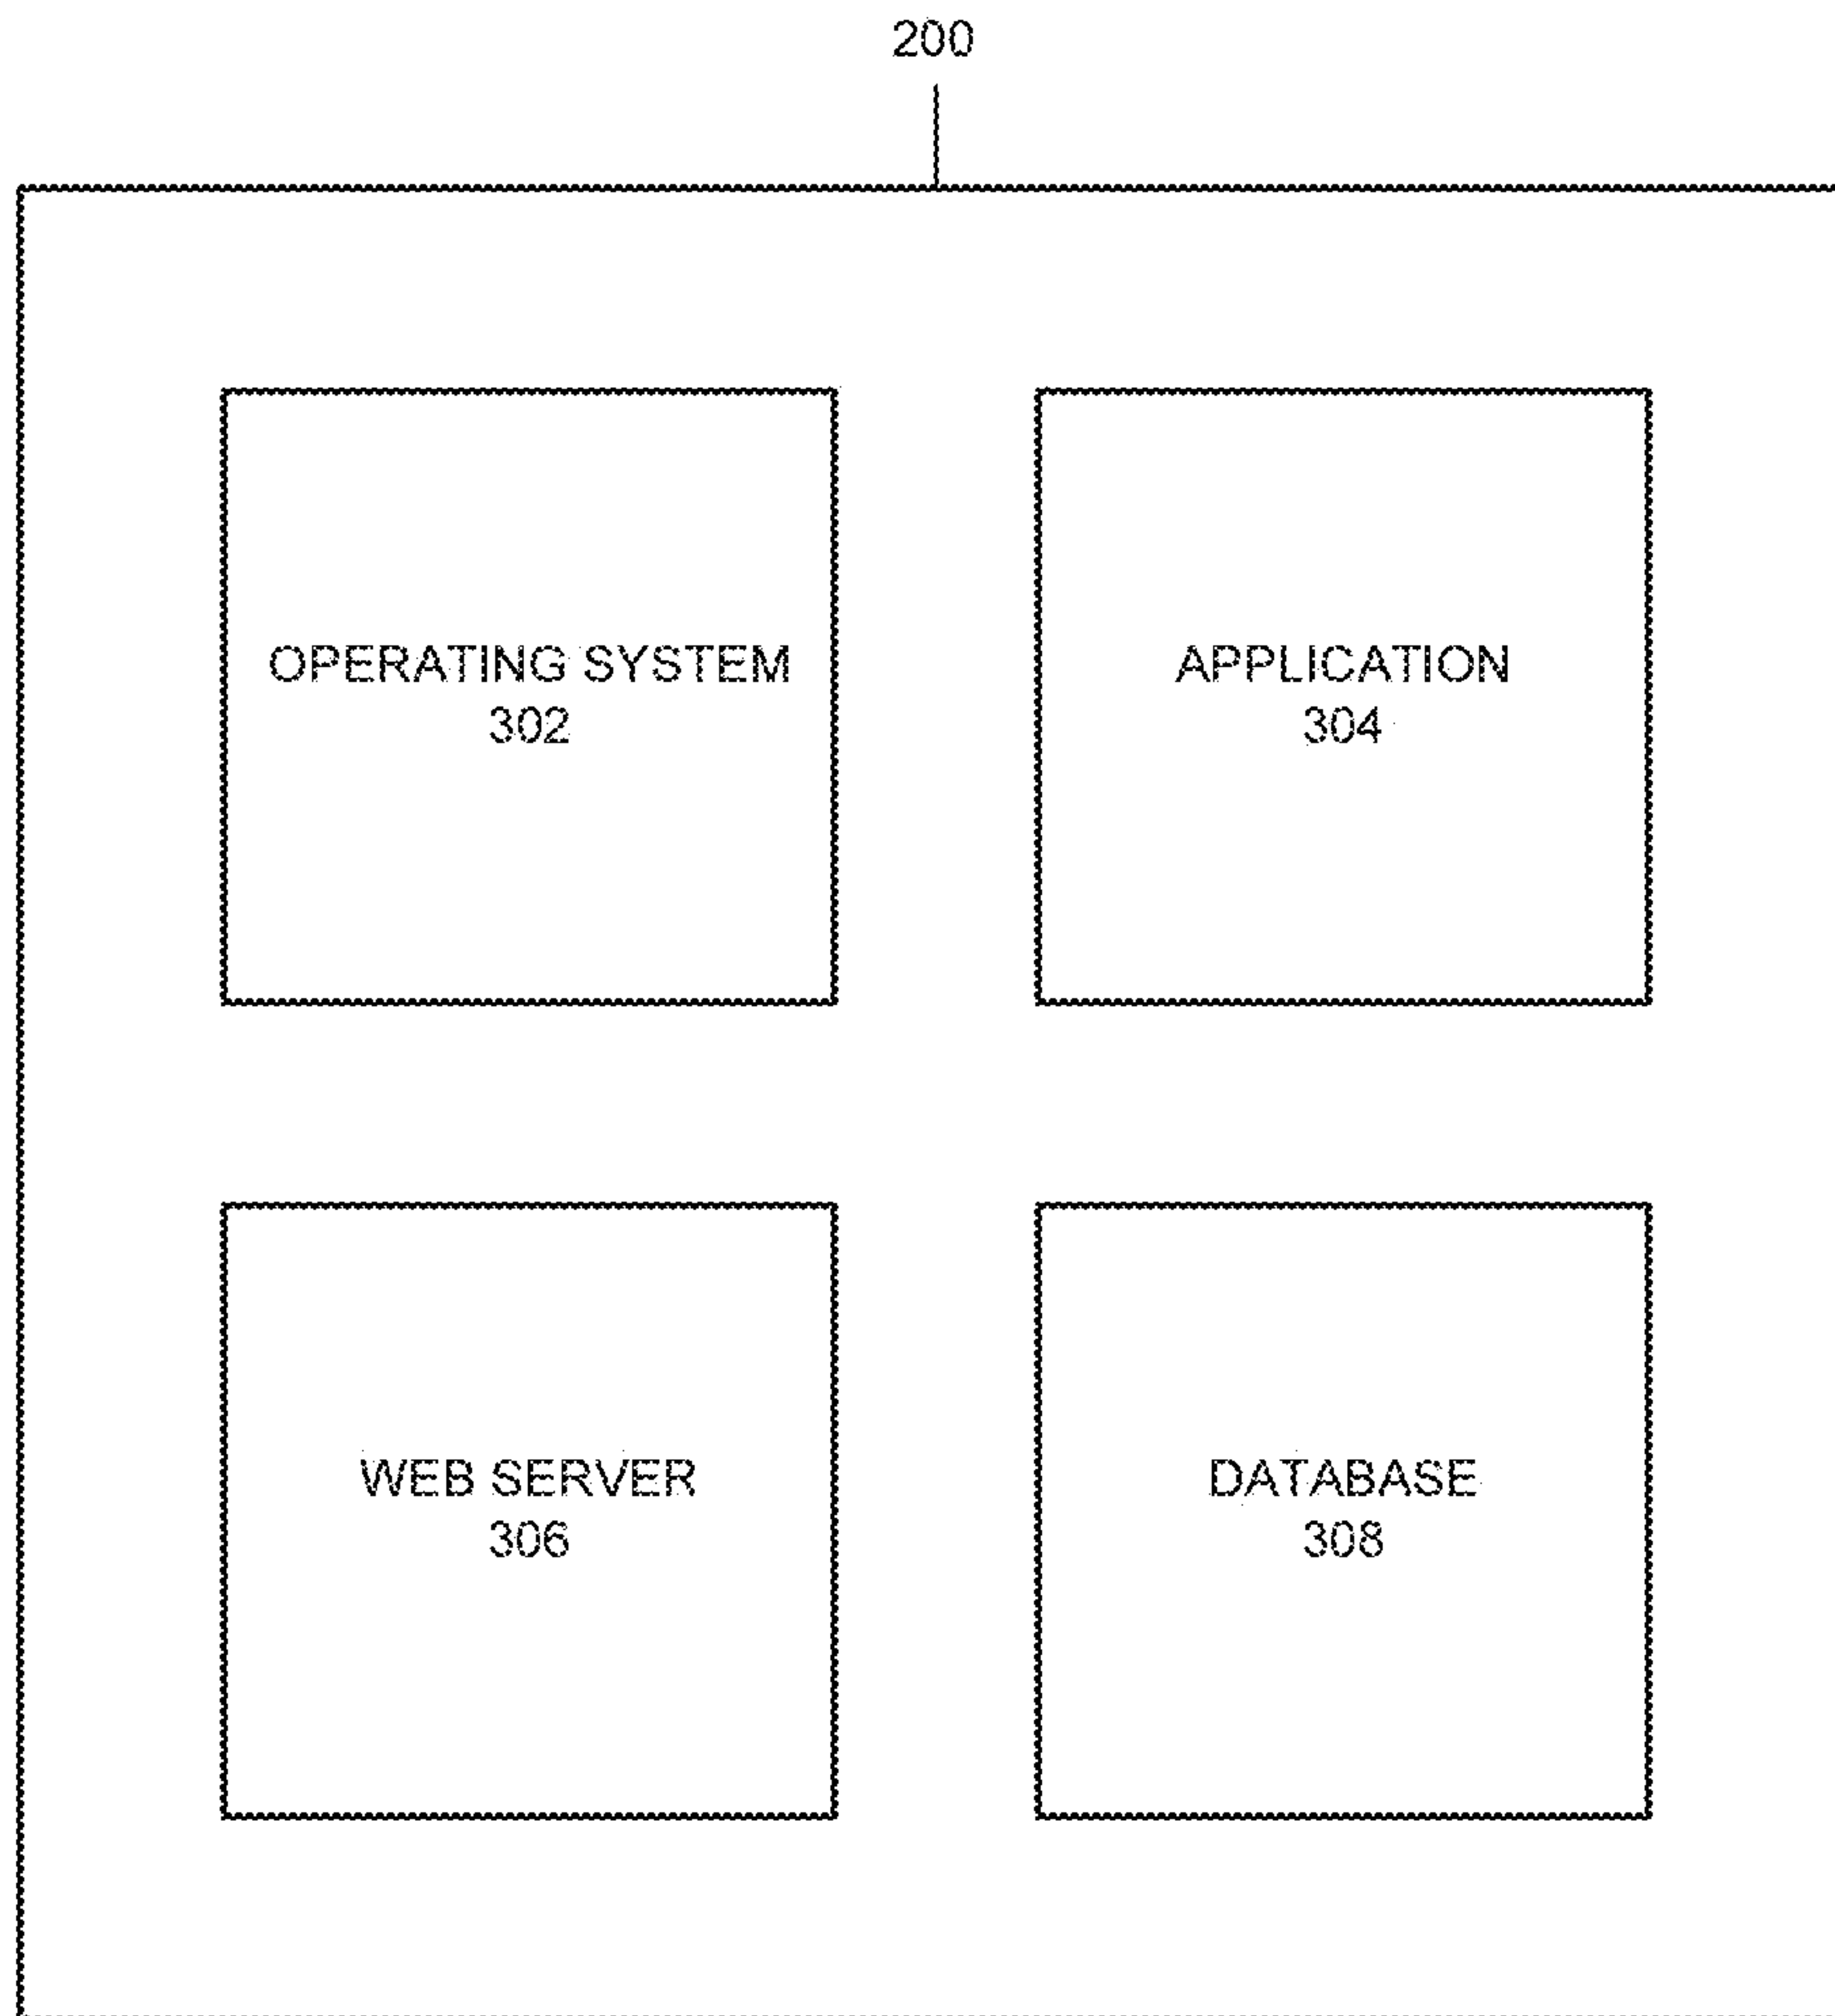 200
OPERATING SYSTEM
302
APPLICATION
304
WEB SERVER
306
DATABASE
308